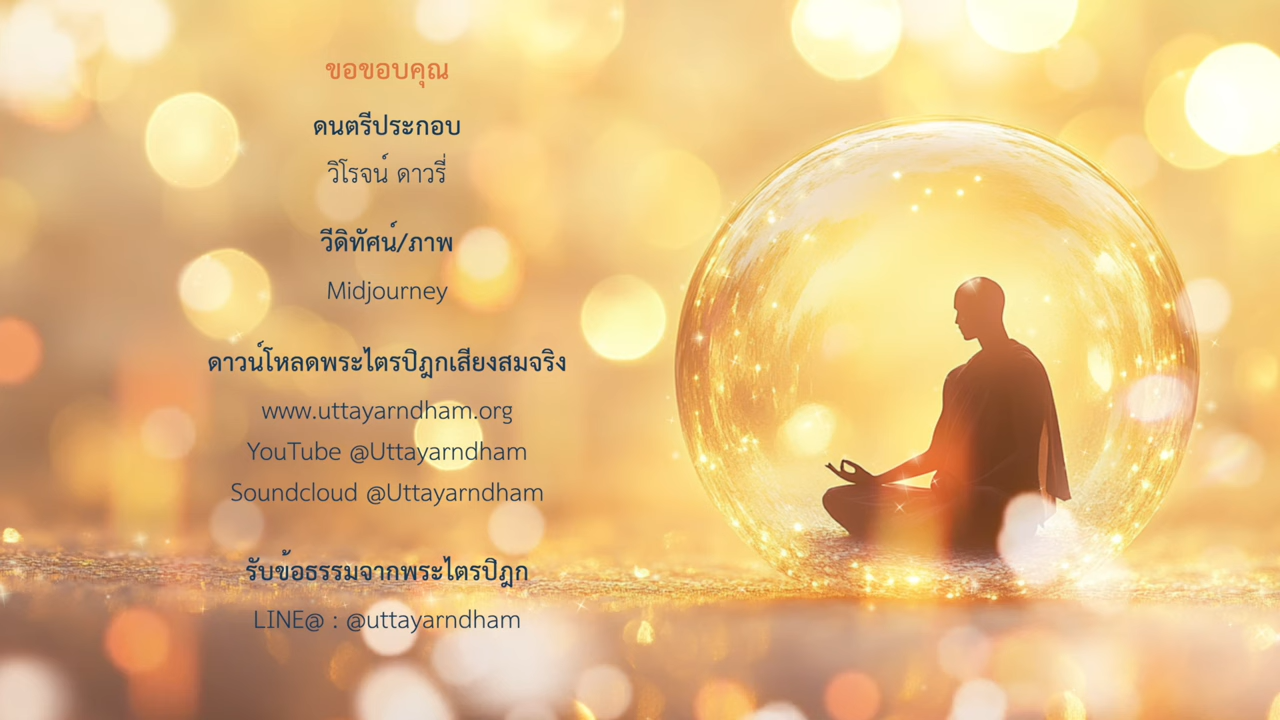 ขอขอบคุณ
ดนตรีประกอบ
วิโรจน์ ดาวรี่
วีดิทัศน์/ภาพ
Midjourney
ดาวน์โหลดพระไตรปิฎกเสียงสมจริง
www.uttayarndham.org
YouTube @Uttayarndham
Soundcloud @Uttayarndham
รับข้อธรรมจากพระไตรปิฎก
LINE@ : @uttayarndham